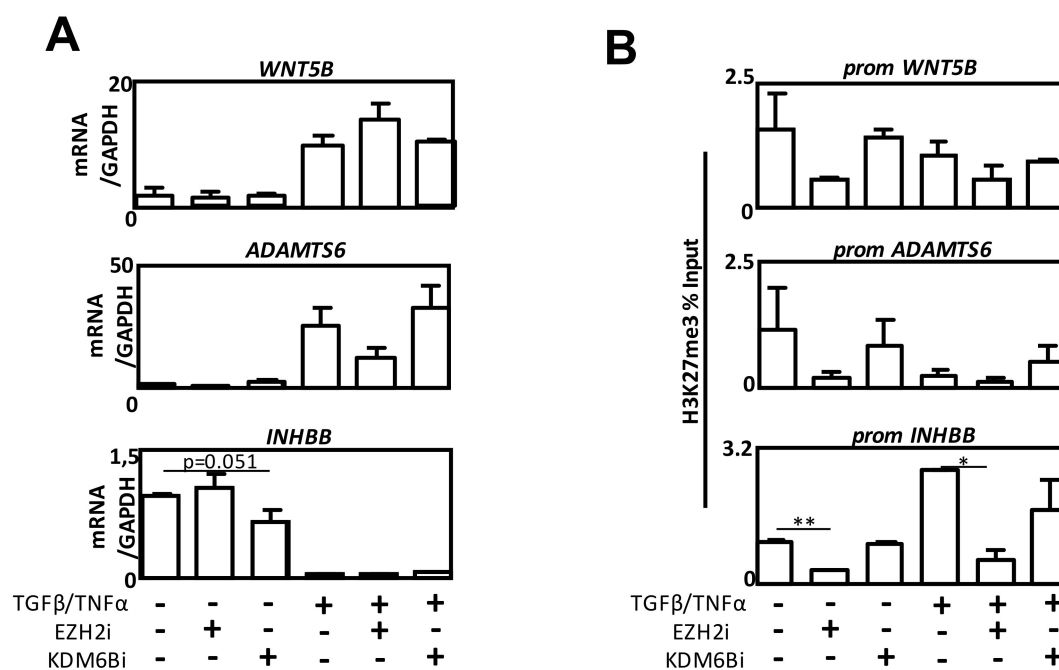 A
WNT5B
20
mRNA
/GAPDH
0
ADAMTS6
50
mRNA
/GAPDH
0
INHBB
1,5
p=0.051
mRNA
/GAPDH
0
TGFβ/TNFα - - - + + +
EZH2i - + - - + -
KDM6Bi - - + - - +
B
prom WNT5B
2.5
0
H3K27me3 % Input
prom ADAMTS6
2.5
0
prom INHBB
3.2
*
**
0
TGFβ/TNFα - - - + + +
EZH2i - + - - + -
KDM6Bi - - + - - +